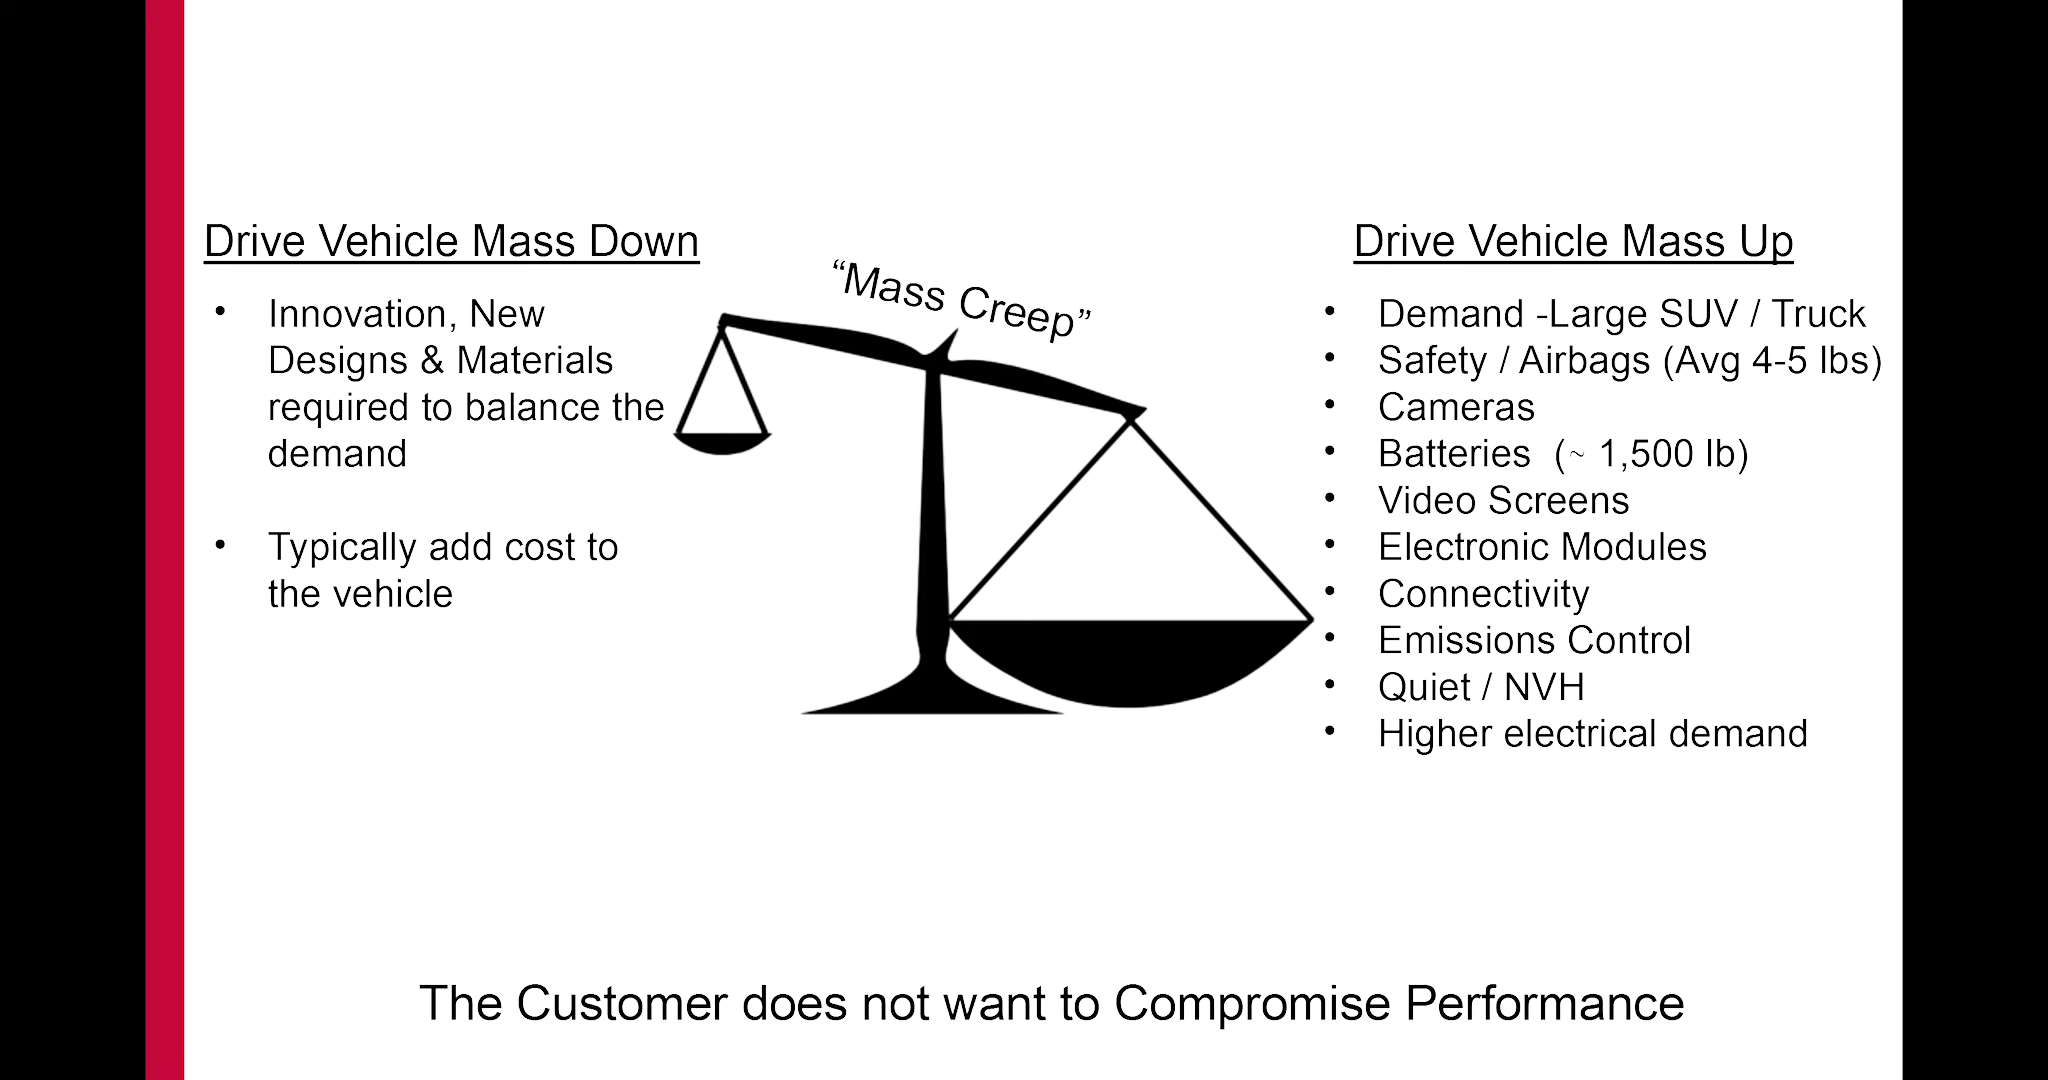 Drive Vehicle Mass Down
• Innovation, New
Designs & Materials
required to balance the
demand
• Typically add cost to
the vehicle
“Mass Creep”
Drive Vehicle Mass Up
• Demand -Large SUV / Truck
• Safety / Airbags (Avg 4-5 lbs)
• Cameras
• Batteries (~ 1,500 lb)
• Video Screens
• Electronic Modules
• Connectivity
• Emissions Control
• Quiet / NVH
• Higher electrical demand
The Customer does not want to Compromise Performance